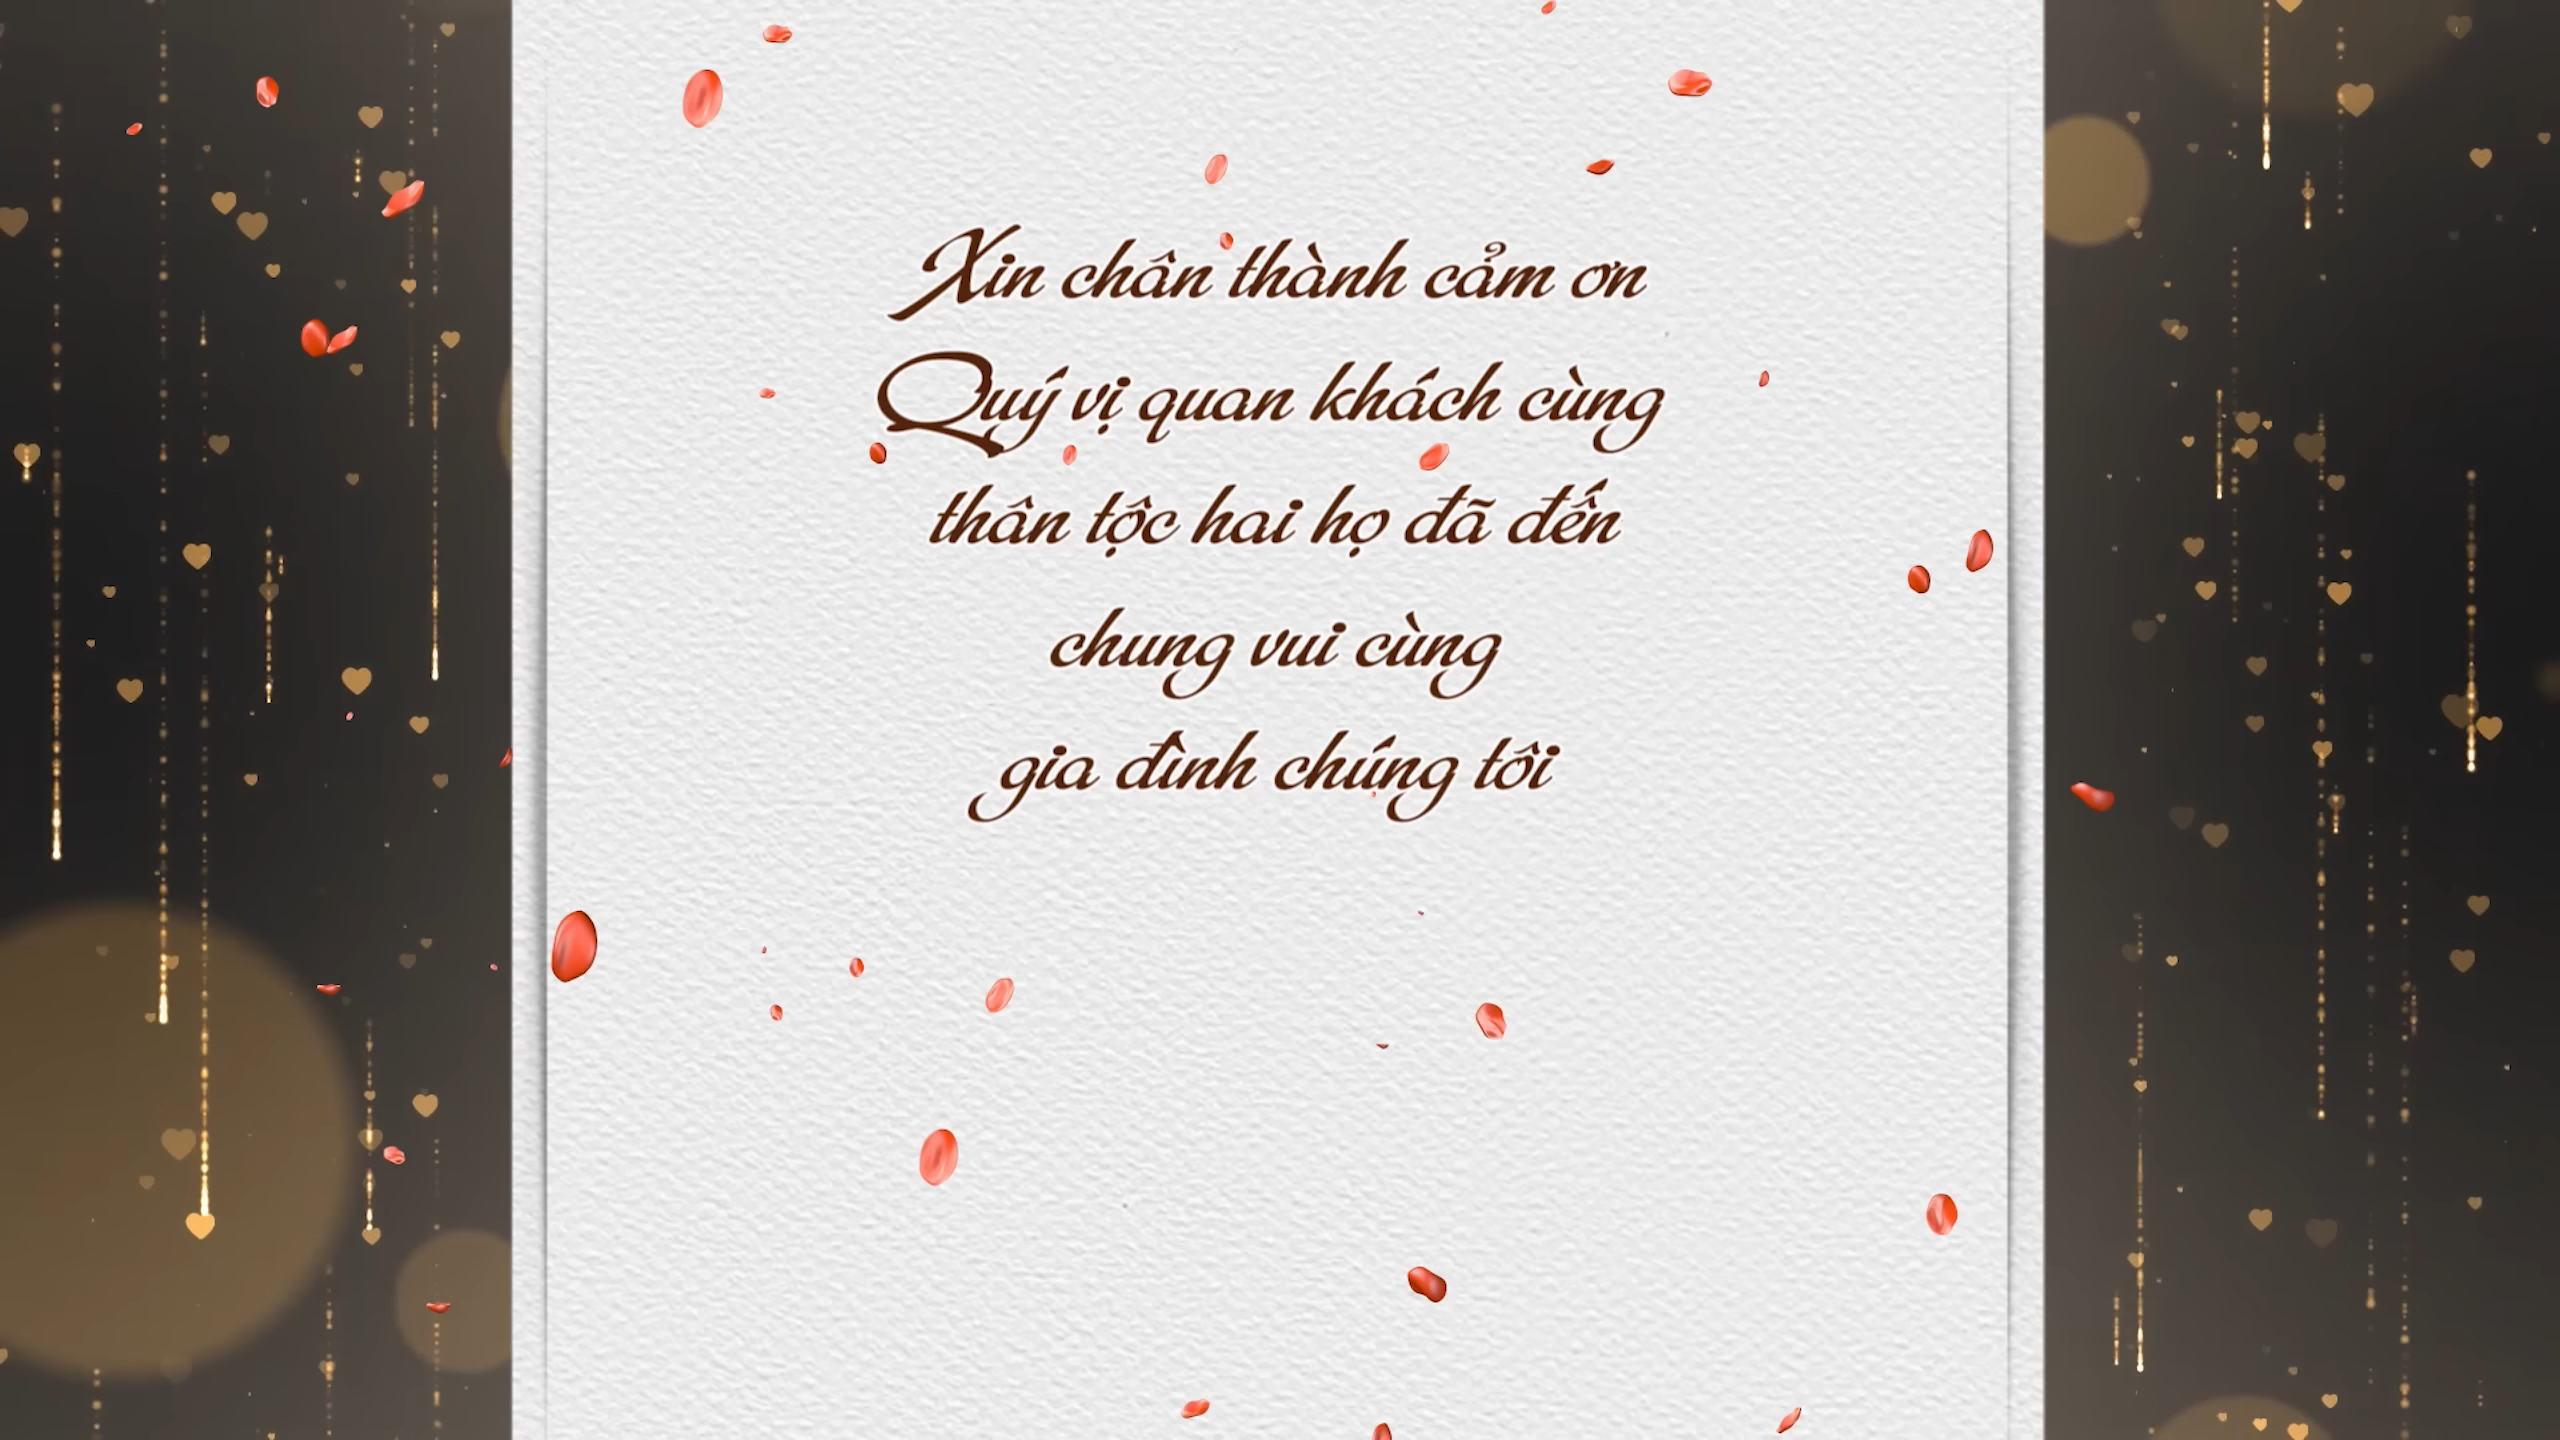 Xin chân thành cảm ơn
Quý vị quan khách cùng
thân tộc hai họ đã đến
chung vui cùng
gia đình chúng tôi